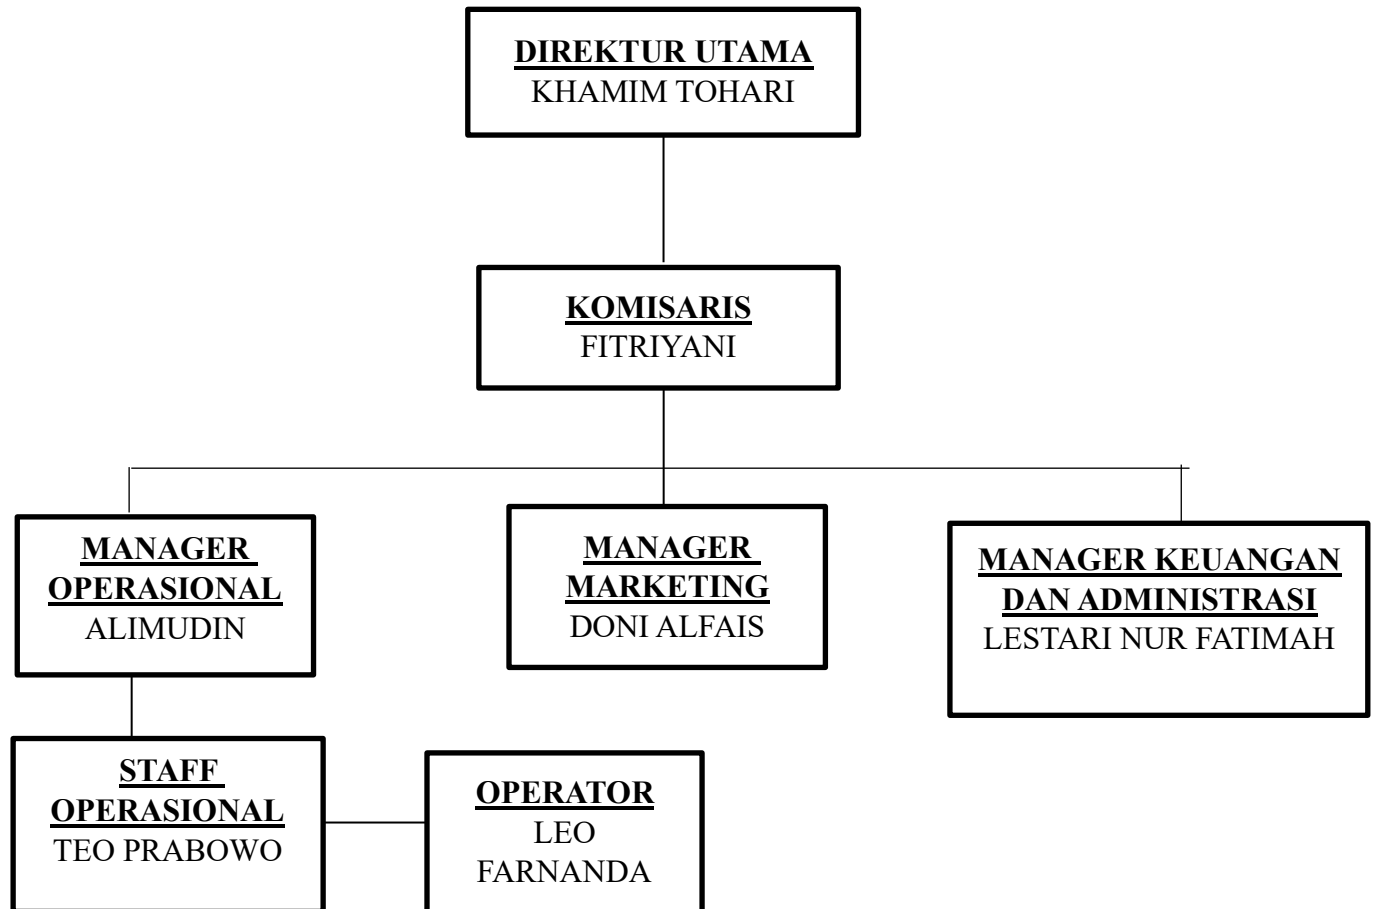 DIREKTUR UTAMA
KHAMIM TOHARI
KOMISARIS
FITRIYANI
MANAGER
OPERASIONAL
ALIMUDIN
MANAGER
MARKETING
DONI ALFAIS
MANAGER KEUANGAN
DAN ADMINISTRASI
LESTARI NUR FATIMAH
STAFF
OPERASIONAL
TEO PRABOWO
OPERATOR
LEO
FARNANDA